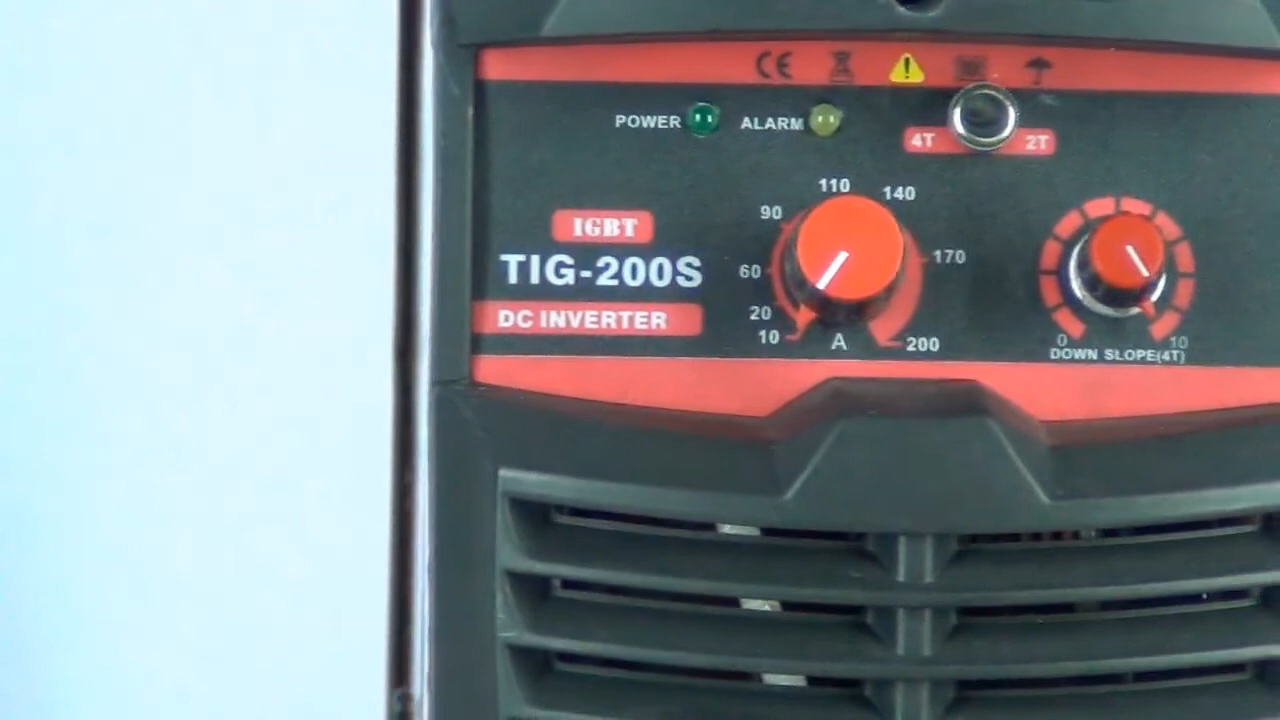 CE
POWER ALARM
4T 2T
110
140
90
170
60
20
10
A
200
IGBT
TIG-200S
DC INVERTER
0 10
DOWN SLOPE(4T)